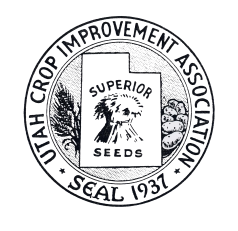 UTAH CROP IMPROVEMENT ASSOCIATION
SUPERIOR
SEEDS
* SEAL 1937 *